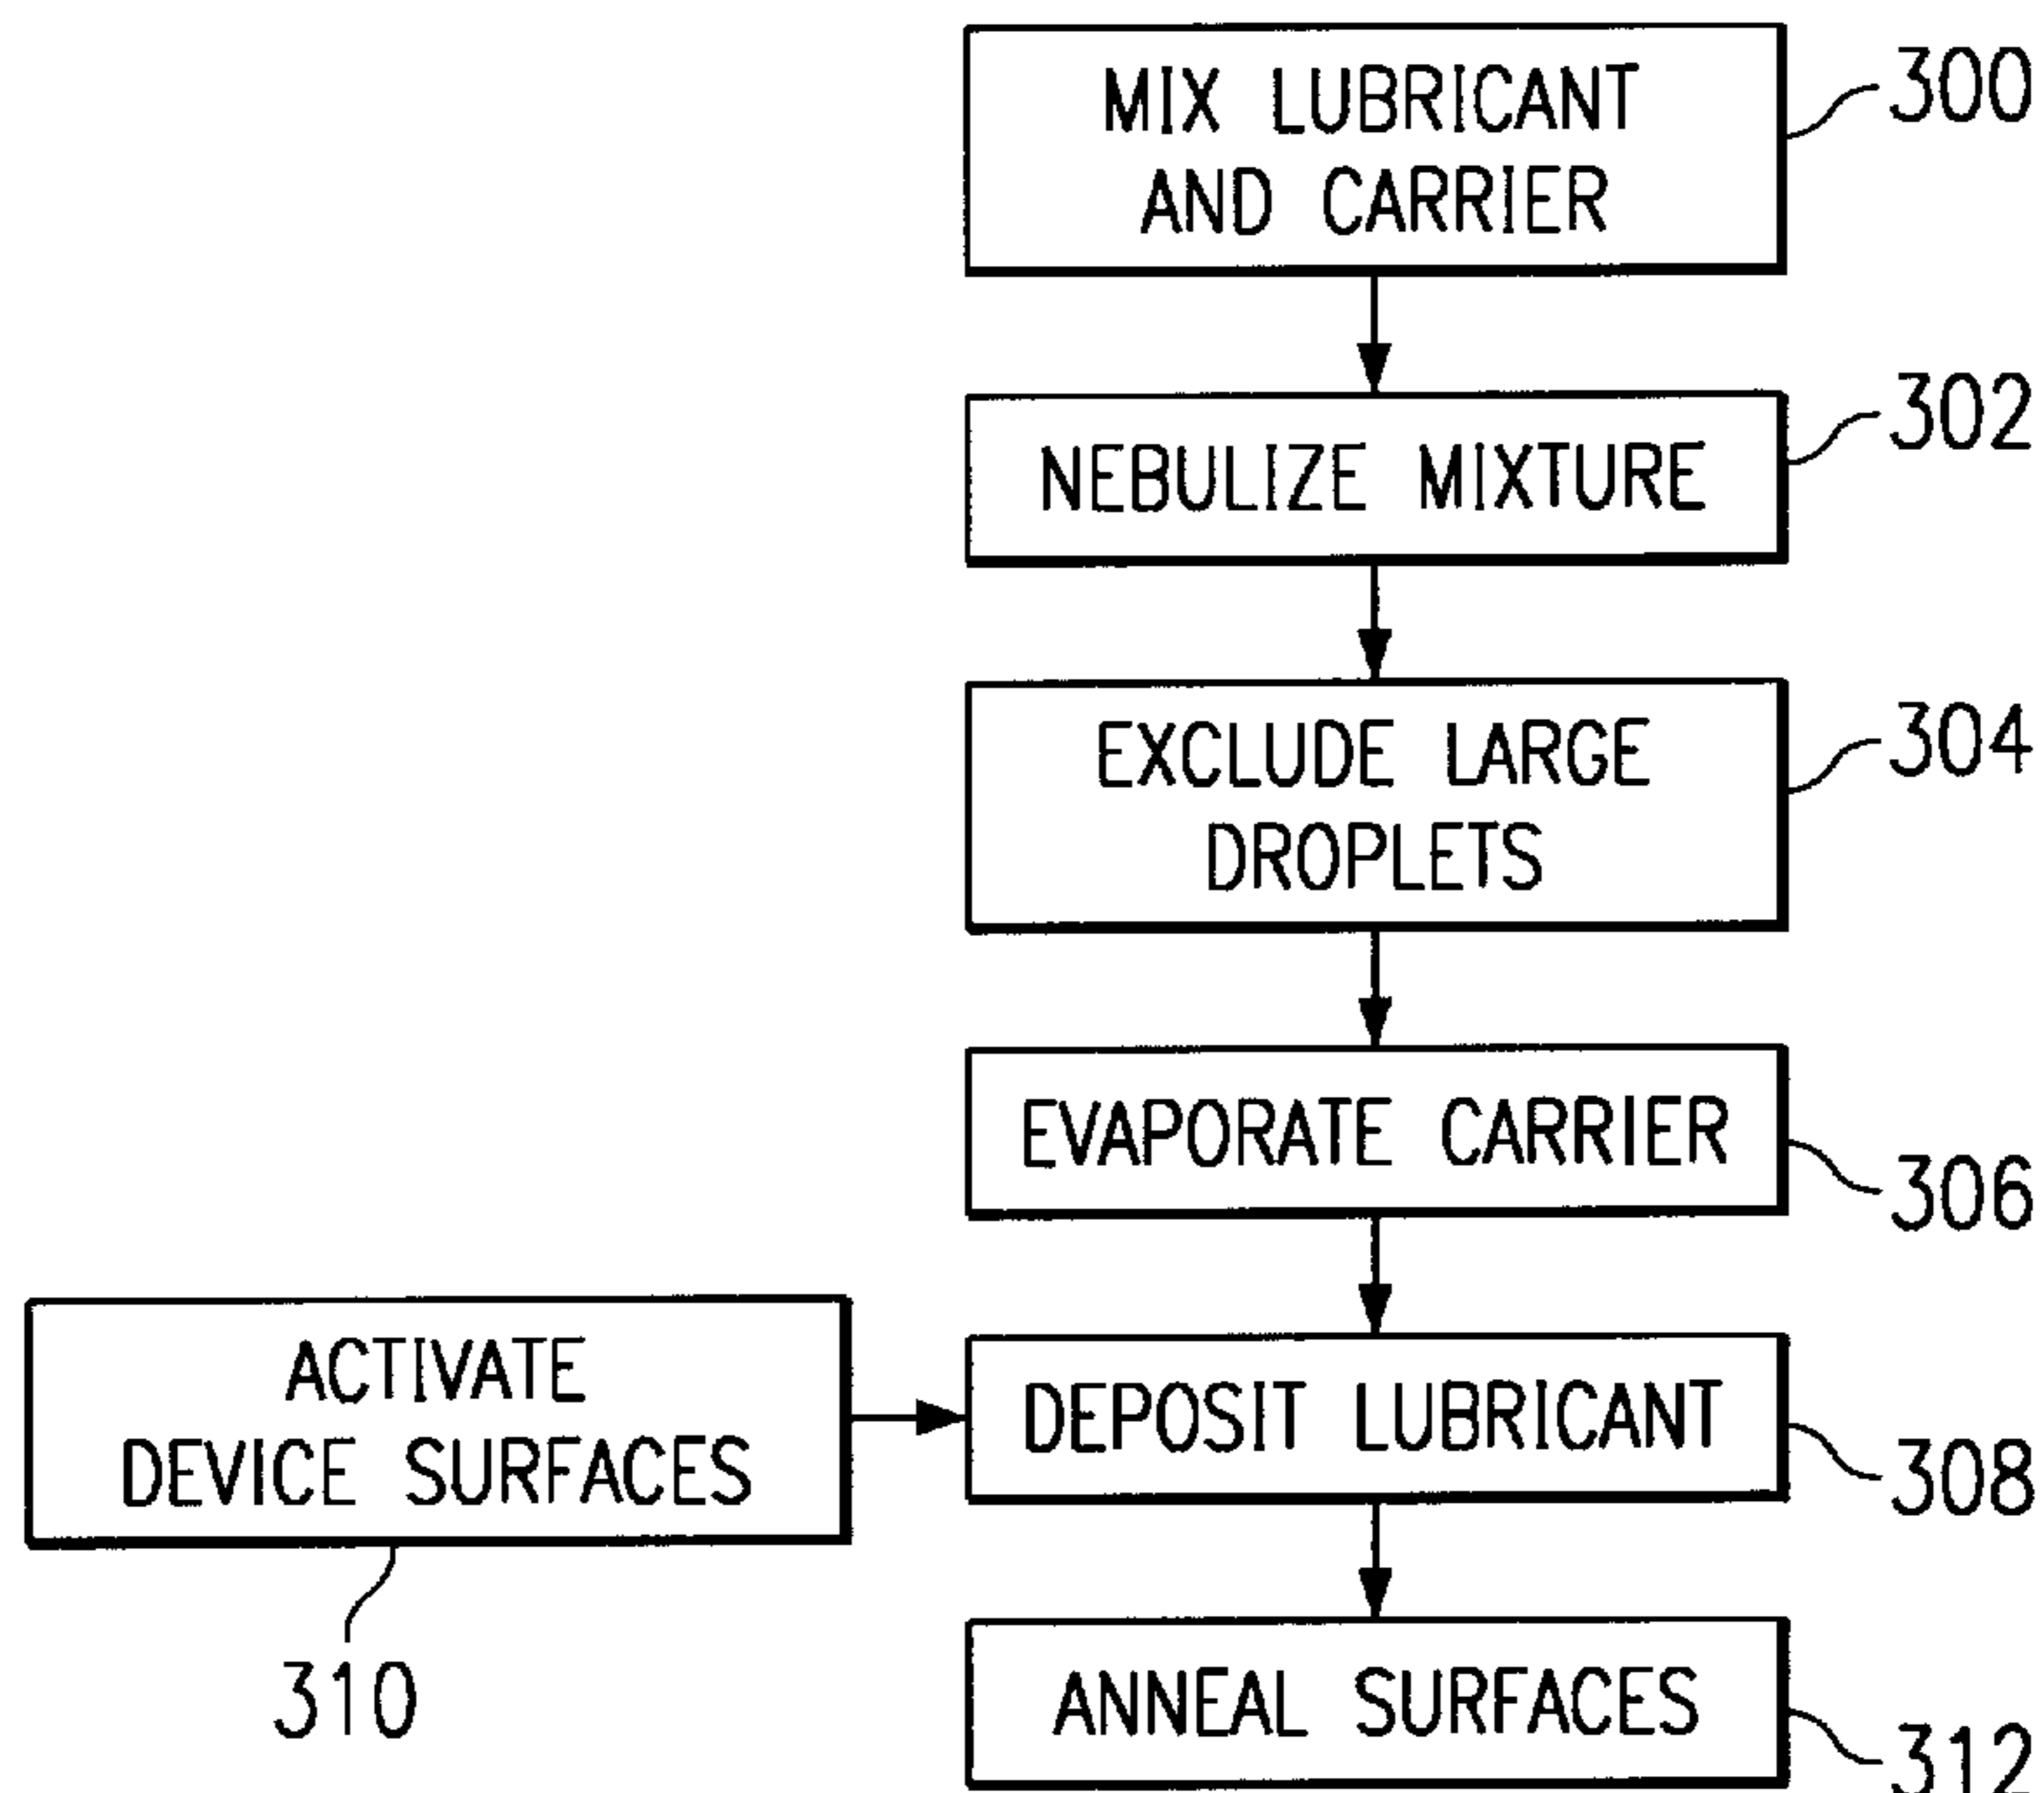 MIX LUBRICANT
AND CARRIER
300
NEBULIZE MIXTURE
302
EXCLUDE LARGE
DROPLETS
304
EVAPORATE CARRIER
306
ACTIVATE
DEVICE SURFACES
310
DEPOSIT LUBRICANT
308
ANNEAL SURFACES
312